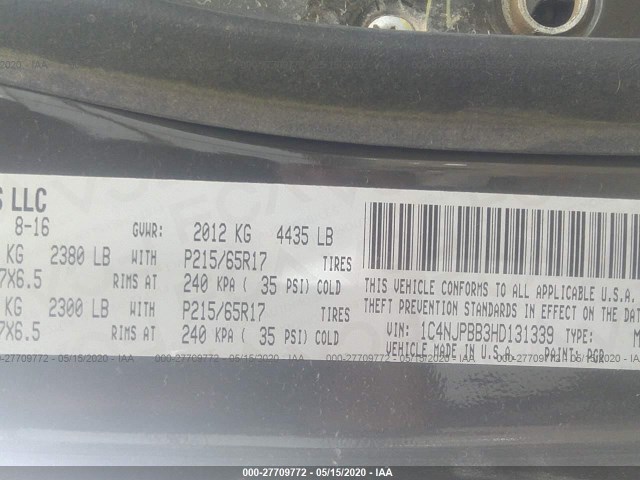 S LLC
8-16 GVWR: 2012 KG 4435 LB
KG 2380 LB WITH P215/65R17 TIRES
7X6.5 RIMS AT 240 KPA ( 35 PSI) COLD
KG 2300 LB WITH P215/65R17 TIRES
7X6.5 RIMS AT 240 KPA ( 35 PSI) COLD
THIS VEHICLE CONFORMS TO ALL APPLICABLE U.S.A.
THEFT PREVENTION STANDARDS IN EFFECT ON THE DAT
VIN: 1C4NJPBB3HD131339 TYPE: M
VEHICLE MADE IN U.S.A. PAINT:
000-27709772 - 05/15/2020 - IAA